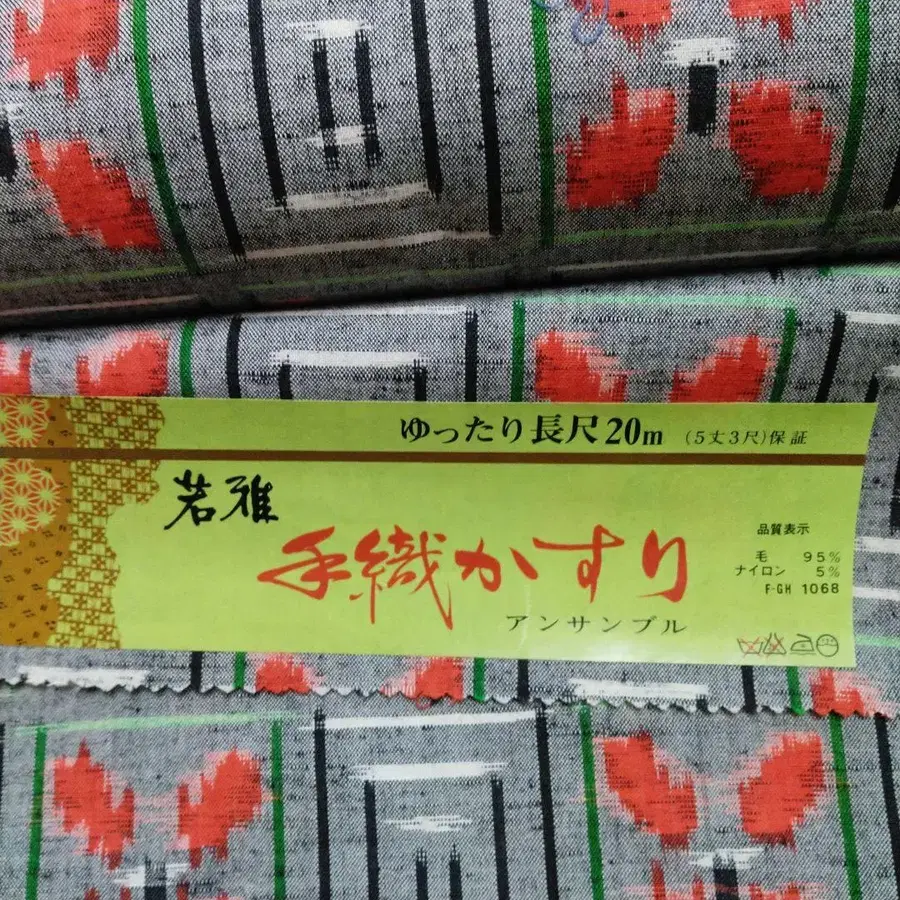 ゆったり長尺20m (5丈3尺)保証
若雅
手織かすり
アンサンブル
品質表示
毛 95%
ナイロン 5%
F-GH 1068